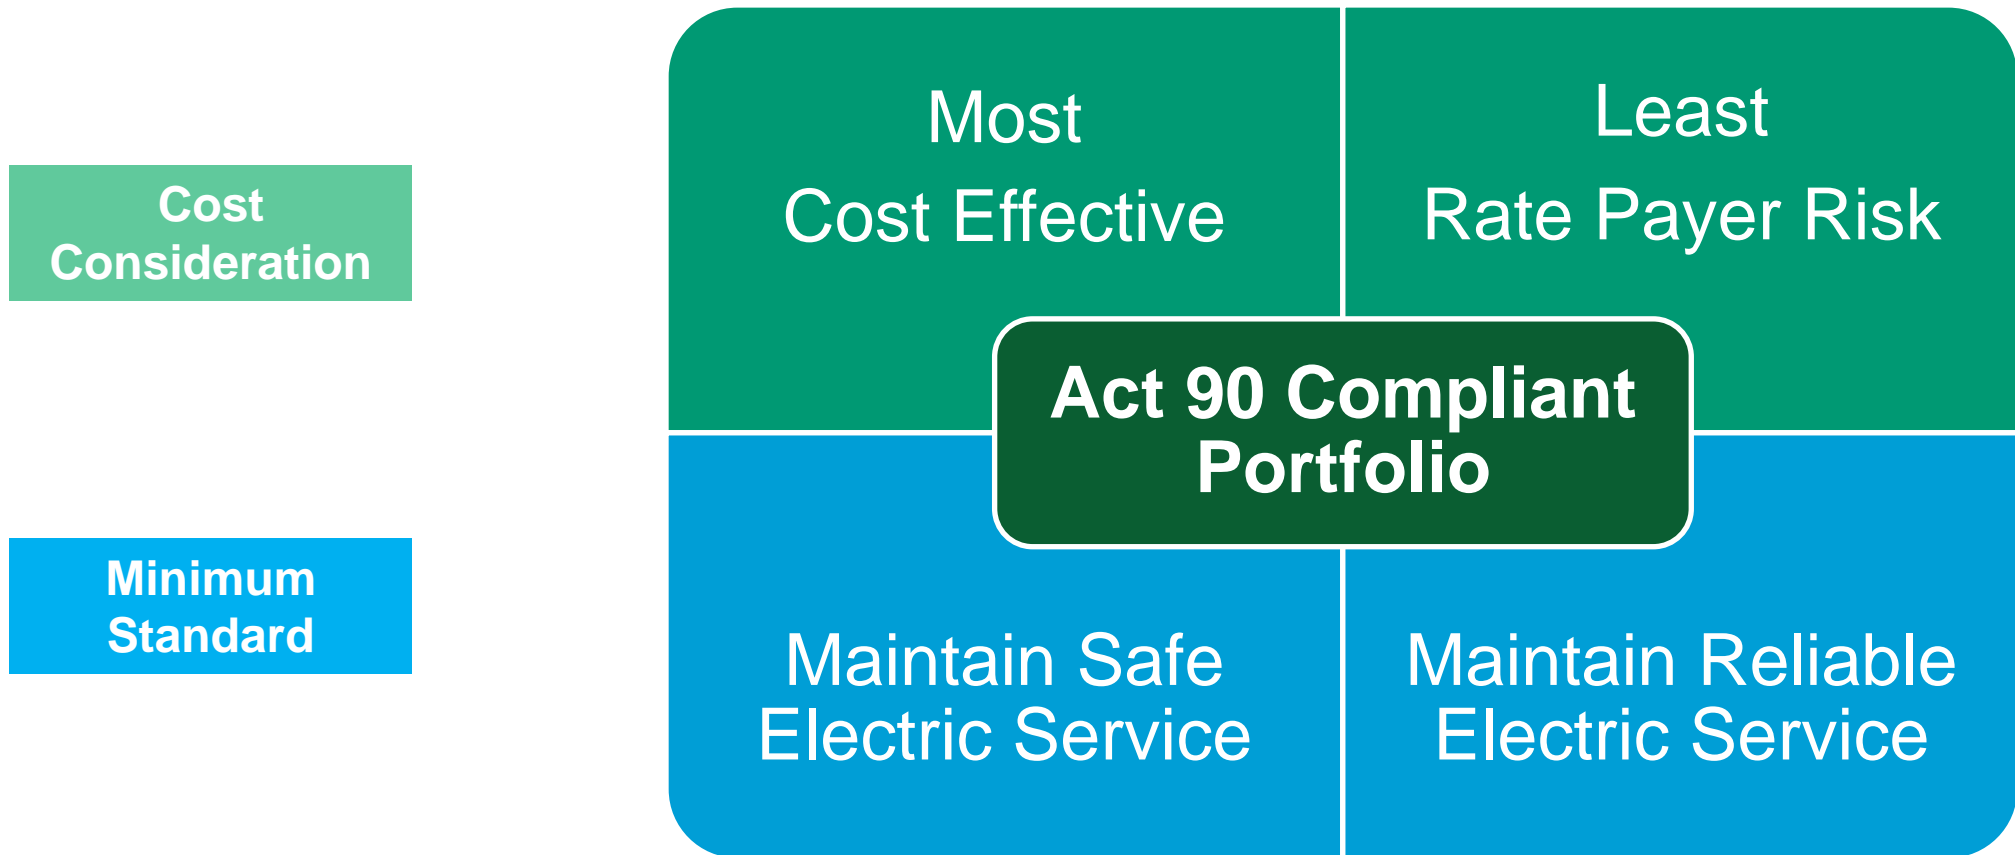 Cost
Consideration
Minimum
Standard
Most
Cost Effective
Least
Rate Payer Risk
Act 90 Compliant
Portfolio
Maintain Safe
Electric Service
Maintain Reliable
Electric Service